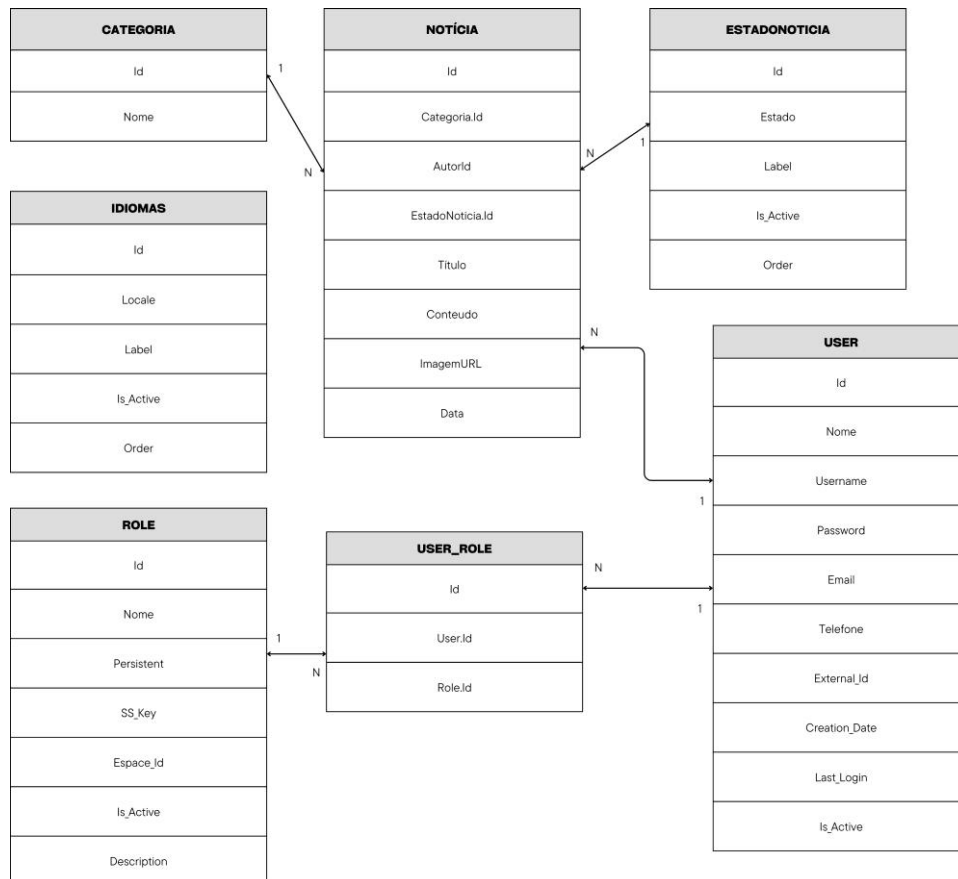 CATEGORIA
Id
Nome
1
N
NOTÍCIA
Id
Categoria.Id
AutorId
EstadoNoticia.Id
Título
Conteudo
ImagemURL
Data
N
1
ESTADONOTICIA
Id
Estado
Label
Is_Active
Order
IDIOMAS
Id
Locale
Label
Is_Active
Order
N
1
USER
Id
Nome
Username
Password
Email
Telefone
External_Id
Creation_Date
Last_Login
Is_Active
ROLE
Id
Nome
Persistent
SS_Key
Espace_Id
Is_Active
Description
1
N
USER_ROLE
Id
User.Id
Role.Id
N
1